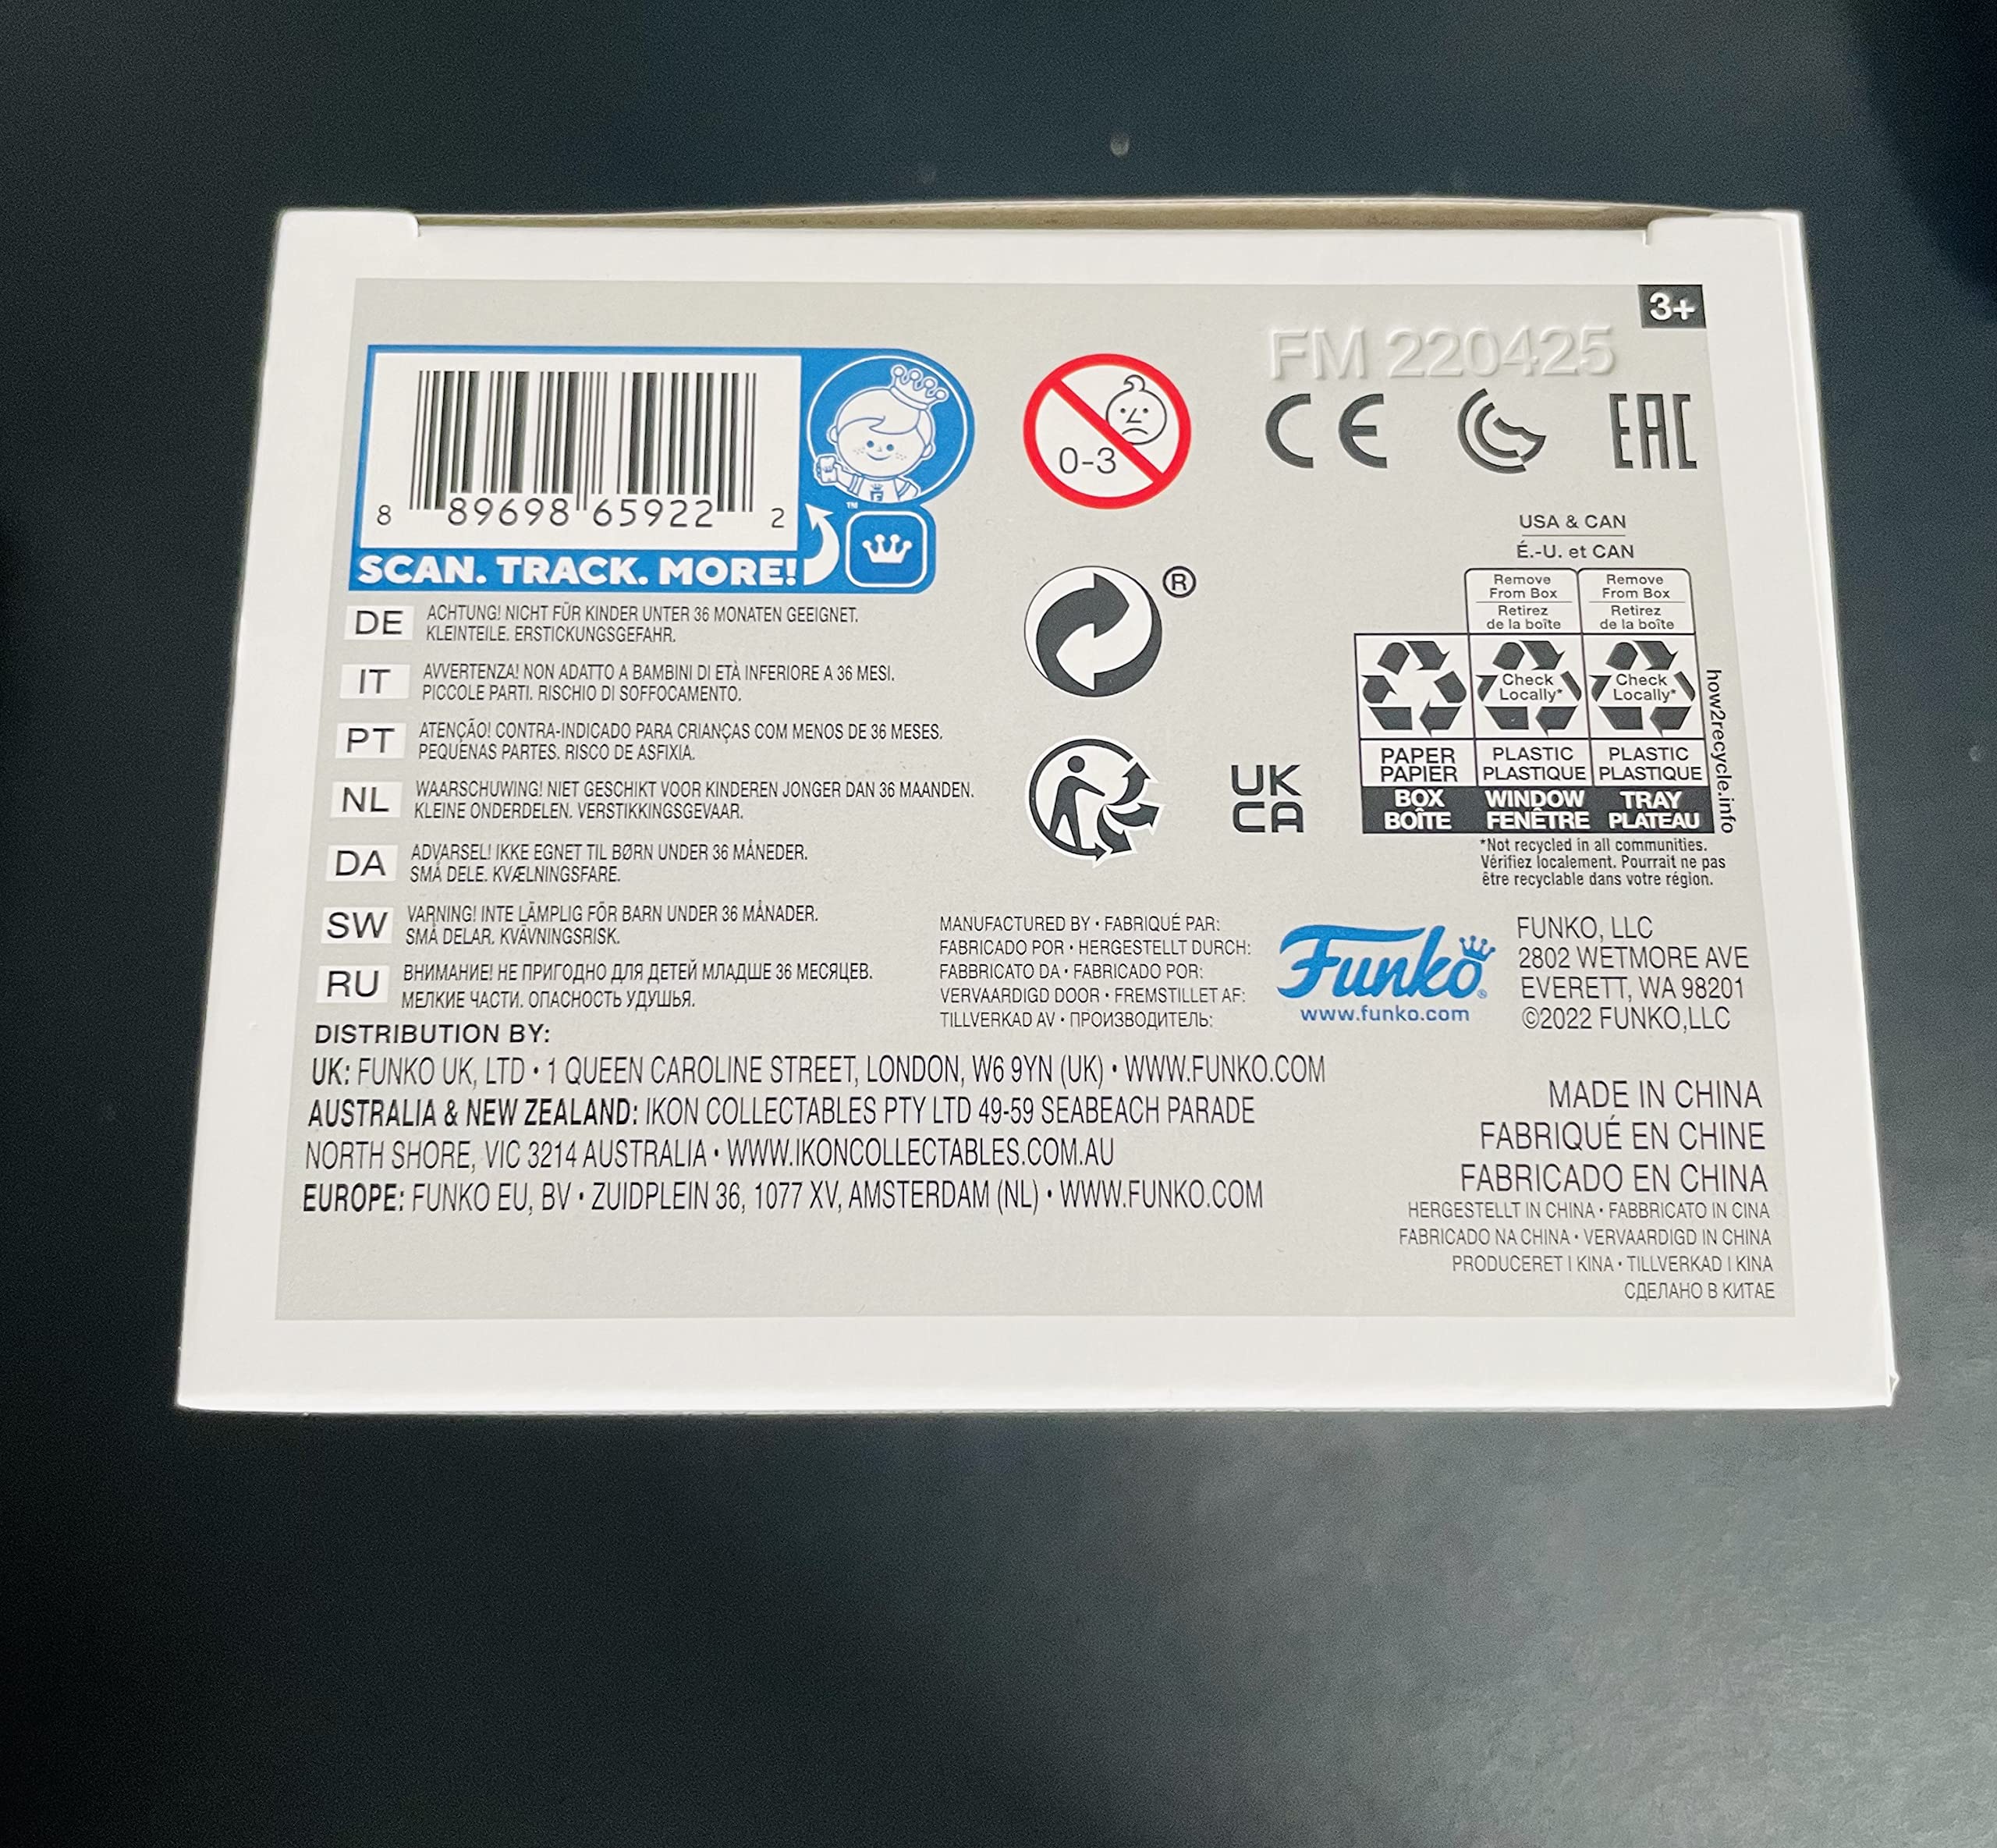 3+
FM 220425
8 89698 65922 2
™
SCAN. TRACK. MORE!
0-3
CE
EAC
®
UK
CA
USA & CAN
É.-U. et CAN
Remove
From Box
Retirez
de la boîte
Remove
From Box
Retirez
de la boîte
Check
Locally*
Check
Locally*
PAPER
PAPIER
PLASTIC
PLASTIQUE
PLASTIC
PLASTIQUE
BOX
BOÎTE
WINDOW
FENÊTRE
TRAY
PLATEAU
how2recycle.info
*Not recycled in all communities.
Vérifiez localement. Pourrait ne pas
être recyclable dans votre région.
DE ACHTUNG! NICHT FÜR KINDER UNTER 36 MONATEN GEEIGNET.
KLEINTEILE. ERSTICKUNGSGEFAHR.
IT AVVERTENZA! NON ADATTO A BAMBINI DI ETÀ INFERIORE A 36 MESI.
PICCOLE PARTI. RISCHIO DI SOFFOCAMENTO.
PT ATENÇÃO! CONTRA-INDICADO PARA CRIANÇAS COM MENOS DE 36 MESES.
PEQUENAS PARTES. RISCO DE ASFIXIA.
NL WAARSCHUWING! NIET GESCHIKT VOOR KINDEREN JONGER DAN 36 MAANDEN.
KLEINE ONDERDELEN. VERSTIKKINGSGEVAAR.
DA ADVARSEL! IKKE EGNET TIL BØRN UNDER 36 MÅNEDER.
SMÅ DELE. KVÆLNINGSFARE.
SW VARNING! INTE LÄMPLIG FÖR BARN UNDER 36 MÅNADER.
SMÅ DELAR. KVÄVNINGSRISK.
RU ВНИМАНИЕ! НЕ ПРИГОДНО ДЛЯ ДЕТЕЙ МЛАДШЕ 36 МЕСЯЦЕВ.
МЕЛКИЕ ЧАСТИ. ОПАСНОСТЬ УДУШЬЯ.
MANUFACTURED BY • FABRIQUÉ PAR:
FABRICADO POR • HERGESTELLT DURCH:
FABBRICATO DA • FABRICADO POR:
VERVAARDIGD DOOR • FREMSTILLET AF:
TILLVERKAD AV • ПРОИЗВОДИТЕЛЬ:
Funko®
www.funko.com
FUNKO, LLC
2802 WETMORE AVE
EVERETT, WA 98201
©2022 FUNKO,LLC
DISTRIBUTION BY:
UK: FUNKO UK, LTD • 1 QUEEN CAROLINE STREET, LONDON, W6 9YN (UK) • WWW.FUNKO.COM
AUSTRALIA & NEW ZEALAND: IKON COLLECTABLES PTY LTD 49-59 SEABEACH PARADE
NORTH SHORE, VIC 3214 AUSTRALIA • WWW.IKONCOLLECTABLES.COM.AU
EUROPE: FUNKO EU, BV • ZUIDPLEIN 36, 1077 XV, AMSTERDAM (NL) • WWW.FUNKO.COM
MADE IN CHINA
FABRIQUÉ EN CHINE
FABRICADO EN CHINA
HERGESTELLT IN CHINA • FABBRICATO IN CINA
FABRICADO NA CHINA • VERVAARDIGD IN CHINA
PRODUCERET I KINA • TILLVERKAD I KINA
СДЕЛАНО В КИТАЕ